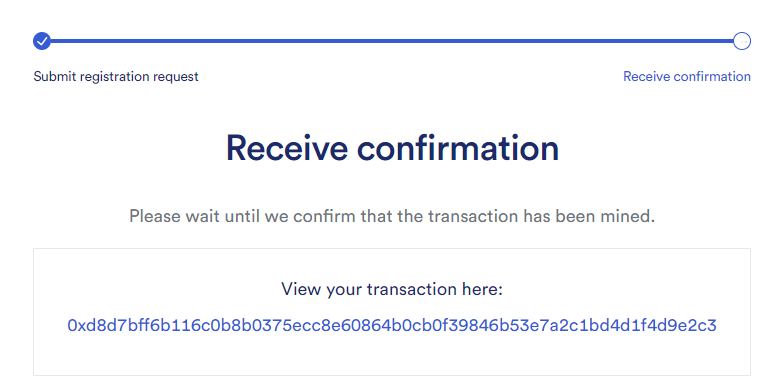 Submit registration request
Receive confirmation
Receive confirmation
Please wait until we confirm that the transaction has been mined.
View your transaction here:
0xd8d7bff6b116c0b8b0375ecc8e60864b0cb0f39846b53e7a2c1bd4d1f4d9e2c3